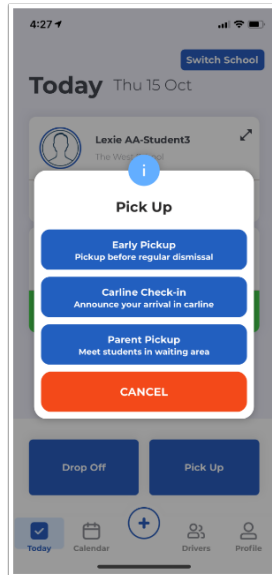 4:27
Switch School
Today Thu 15 Oct
Lexie AA-Student3
The West School
i
Pick Up
Early Pickup
Pickup before regular dismissal
Carline Check-in
Announce your arrival in carline
Parent Pickup
Meet students in waiting area
CANCEL
Drop Off
Pick Up
Today
Calendar
Drivers
Profile